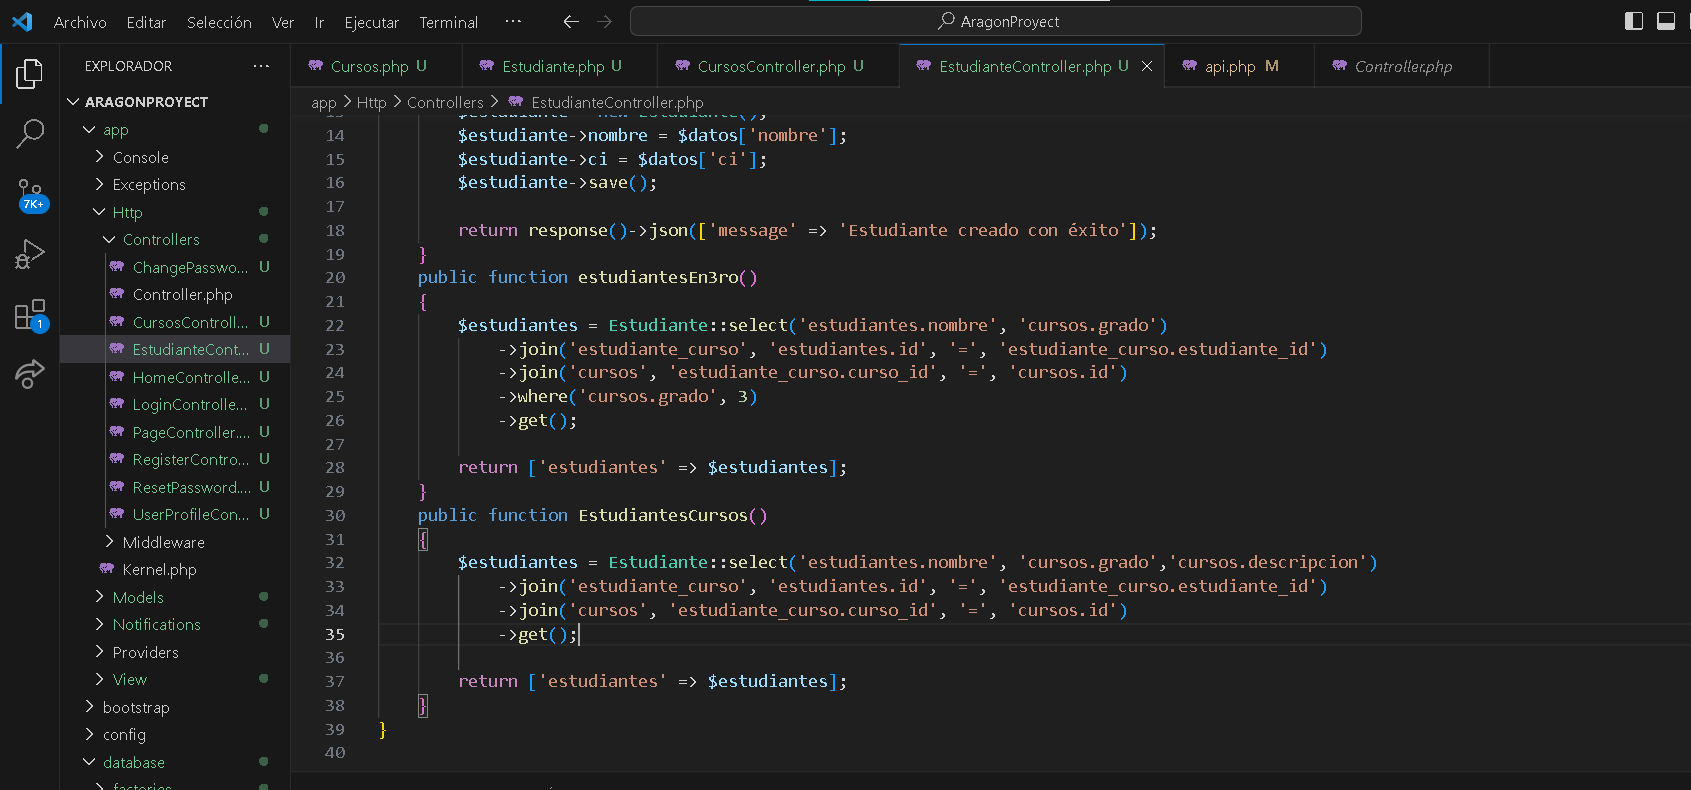 Archivo Editar Selección Ver Ir Ejecutar Terminal ··· AragonProyect
EXPLORADOR ···
ARAGONPROYECT
app
Console
Exceptions
Http
Controllers
ChangePasswo... U
Controller.php
CursosControll... U
EstudianteCont... U
HomeControlle... U
LoginControlle... U
PageController.... U
RegisterContro... U
ResetPassword.... U
UserProfileCon... U
Middleware
Kernel.php
Models
Notifications
Providers
View
bootstrap
config
database
factories
7K+
1
Cursos.php U Estudiante.php U CursosController.php U EstudianteController.php U api.php M Controller.php
app > Http > Controllers > EstudianteController.php
13 $estudiante = new Estudiante();
14 $estudiante->nombre = $datos['nombre'];
15 $estudiante->ci = $datos['ci'];
16 $estudiante->save();
17
18 return response()->json(['message' => 'Estudiante creado con éxito']);
19 }
20 public function estudiantesEn3ro()
21 {
22 $estudiantes = Estudiante::select('estudiantes.nombre', 'cursos.grado')
23 ->join('estudiante_curso', 'estudiantes.id', '=', 'estudiante_curso.estudiante_id')
24 ->join('cursos', 'estudiante_curso.curso_id', '=', 'cursos.id')
25 ->where('cursos.grado', 3)
26 ->get();
27
28 return ['estudiantes' => $estudiantes];
29 }
30 public function EstudiantesCursos()
31 {
32 $estudiantes = Estudiante::select('estudiantes.nombre', 'cursos.grado','cursos.descripcion')
33 ->join('estudiante_curso', 'estudiantes.id', '=', 'estudiante_curso.estudiante_id')
34 ->join('cursos', 'estudiante_curso.curso_id', '=', 'cursos.id')
35 ->get();
36
37 return ['estudiantes' => $estudiantes];
38 }
39 }
40